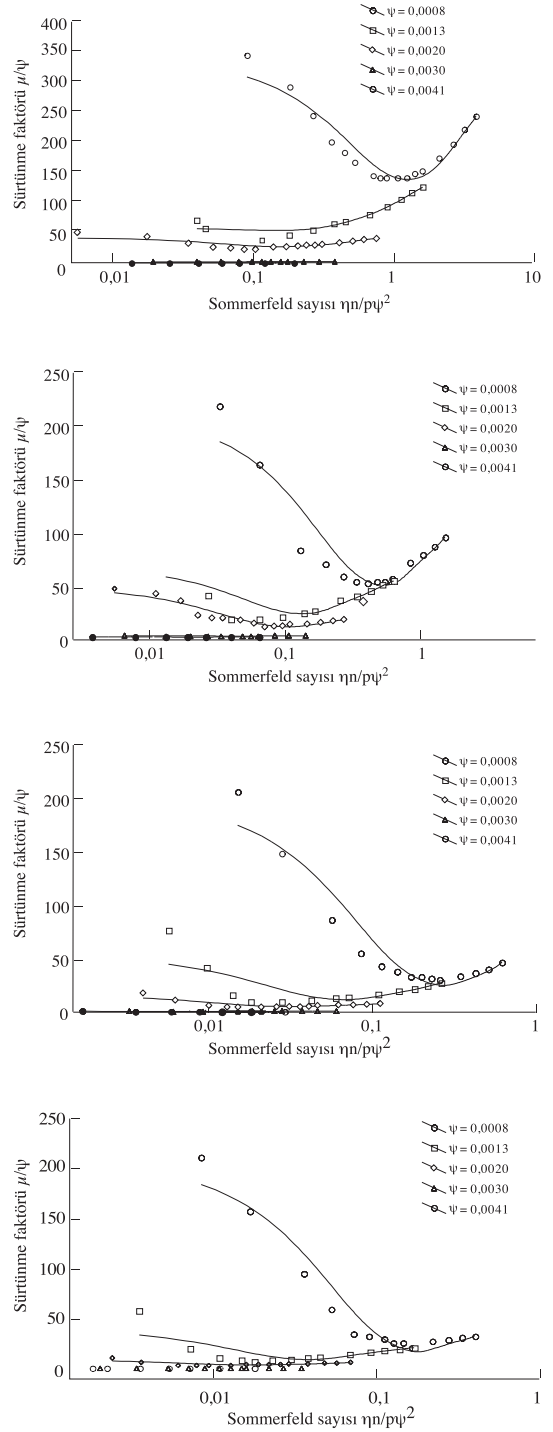 400
350
300
250
200
150
100
50
0
Sürtünme faktörü μ/ψ
ψ = 0,0008
ψ = 0,0013
ψ = 0,0020
ψ = 0,0030
ψ = 0,0041
0,01 0,1 1 10
Sommerfeld sayısı ηn/pψ²
250
200
150
100
50
0
Sürtünme faktörü μ/ψ
ψ = 0,0008
ψ = 0,0013
ψ = 0,0020
ψ = 0,0030
ψ = 0,0041
0,01 0,1 1
Sommerfeld sayısı ηn/pψ²
250
200
150
100
50
0
Sürtünme faktörü μ/ψ
ψ = 0,0008
ψ = 0,0013
ψ = 0,0020
ψ = 0,0030
ψ = 0,0041
0,01 0,1 1
Sommerfeld sayısı ηn/pψ²
250
200
150
100
50
0
Sürtünme faktörü μ/ψ
ψ = 0,0008
ψ = 0,0013
ψ = 0,0020
ψ = 0,0030
ψ = 0,0041
0,01 0,1 1
Sommerfeld sayısı ηn/pψ²